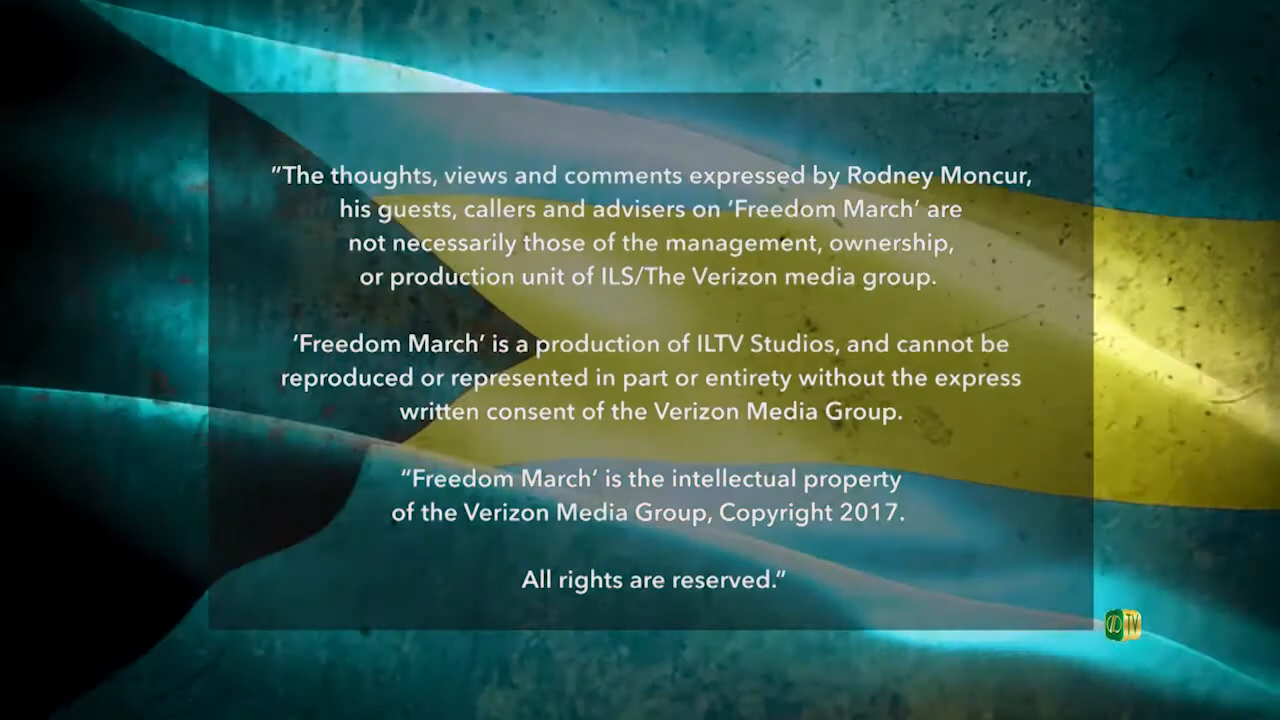 “The thoughts, views and comments expressed by Rodney Moncur,
his guests, callers and advisers on ‘Freedom March’ are
not necessarily those of the management, ownership,
or production unit of ILS/The Verizon media group.
‘Freedom March’ is a production of ILTV Studios, and cannot be
reproduced or represented in part or entirety without the express
written consent of the Verizon Media Group.
“Freedom March’ is the intellectual property
of the Verizon Media Group, Copyright 2017.
All rights are reserved.”
TV